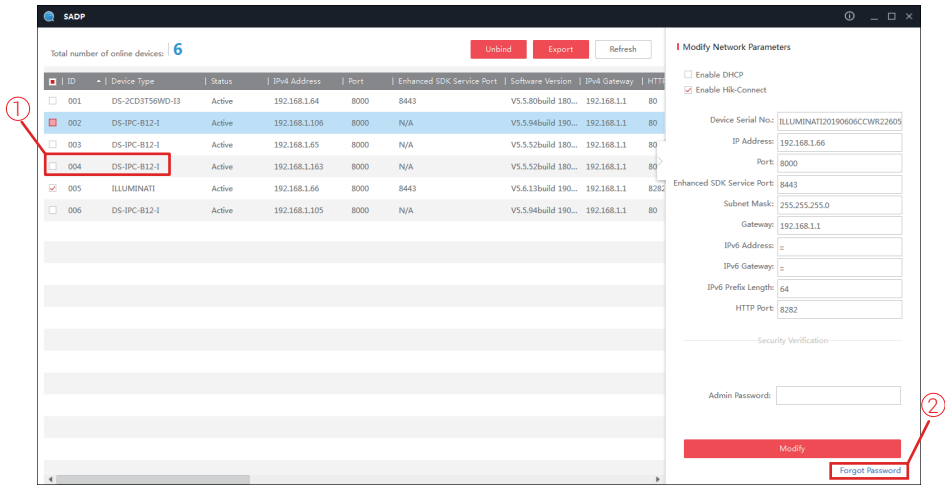 SADP
Total number of online devices: 6
Unbind
Export
Refresh
ID Device Type Status IPv4 Address Port Enhanced SDK Service Port Software Version IPv4 Gateway HTT
001 DS-2CD3T56WD-I3 Active 192.168.1.64 8000 8443 V5.5.80build 180... 192.168.1.1 80
002 DS-IPC-B12-I Active 192.168.1.106 8000 N/A V5.5.94build 190... 192.168.1.1 80
003 DS-IPC-B12-I Active 192.168.1.65 8000 N/A V5.5.52build 180... 192.168.1.1 80
004 DS-IPC-B12-I Active 192.168.1.163 8000 N/A V5.5.52build 180... 192.168.1.1 80
005 ILLUMINATI Active 192.168.1.66 8000 8443 V5.6.13build 190... 192.168.1.1 8282
006 DS-IPC-B12-I Active 192.168.1.105 8000 N/A V5.5.94build 190... 192.168.1.1 80
1
Modify Network Parameters
Enable DHCP
Enable Hik-Connect
Device Serial No.: ILLUMINATI20190606CCWR22605
IP Address: 192.168.1.66
Port: 8000
Enhanced SDK Service Port: 8443
Subnet Mask: 255.255.255.0
Gateway: 192.168.1.1
IPv6 Address: ::
IPv6 Gateway: ::
IPv6 Prefix Length: 64
HTTP Port: 8282
Security Verification
Admin Password:
2
Modify
Forgot Password